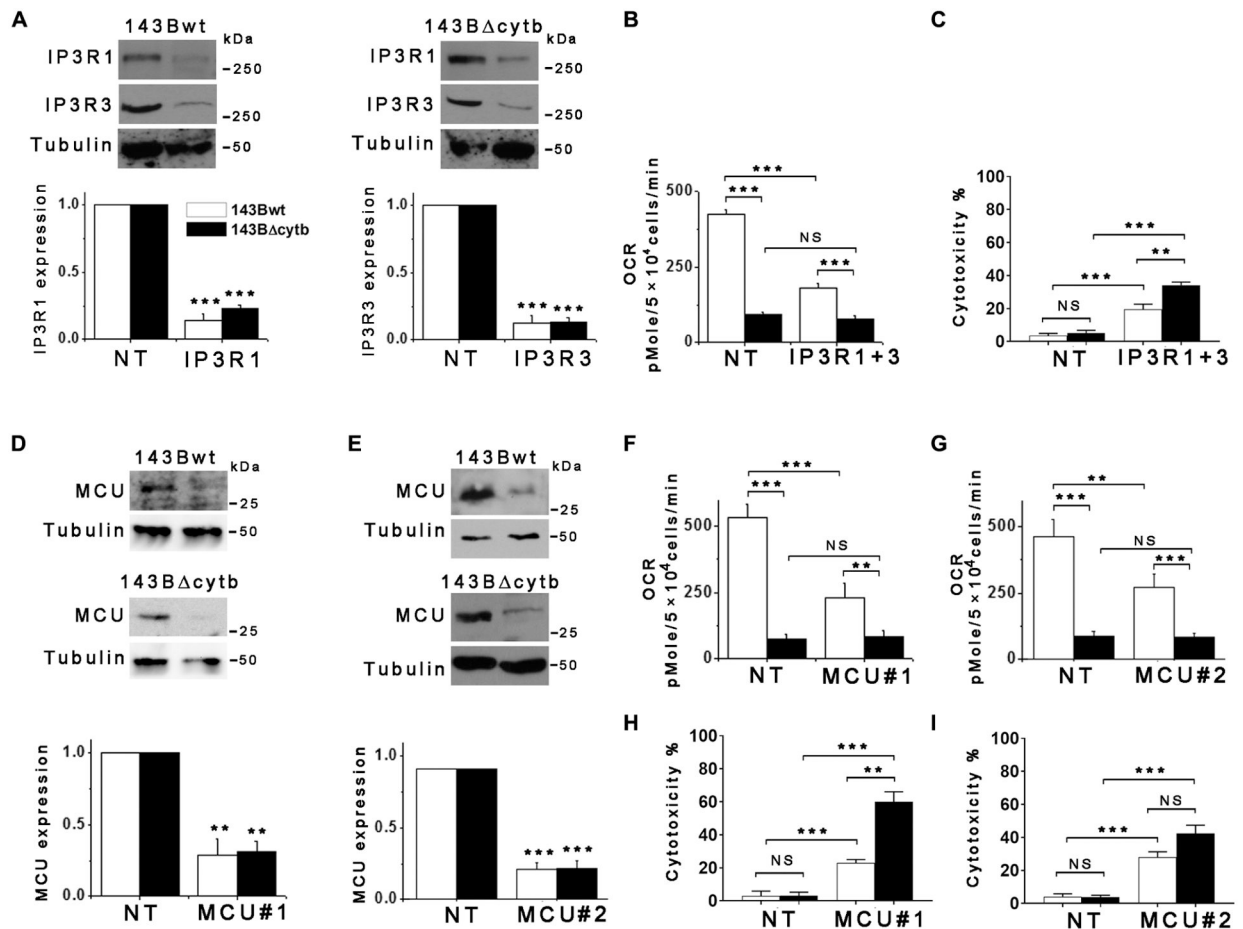 A
143Bwt
kDa
IP3R1
–250
IP3R3
–250
Tubulin
–50
143BΔcytb
kDa
IP3R1
–250
IP3R3
–250
Tubulin
–50
IP3R1 expression
1.0
0.5
0.0
*** ***
NT IP3R1
143Bwt
143BΔcytb
IP3R3 expression
1.0
0.5
0.0
*** ***
NT IP3R3
B
OCR
pMole/5 × 10⁴cells/min
500
250
0
***
***
NS
***
NT IP3R1+3
C
Cytotoxicity %
100
80
60
40
20
0
***
**
***
NS
NT IP3R1+3
D
143Bwt
kDa
MCU
–25
Tubulin
–50
143BΔcytb
MCU
–25
Tubulin
–50
MCU expression
1.0
0.5
0.0
** **
NT MCU#1
E
143Bwt
kDa
MCU
–25
Tubulin
–50
143BΔcytb
MCU
–25
Tubulin
–50
MCU expression
1.0
0.5
0.0
*** ***
NT MCU#2
F
OCR
pMole/5 × 10⁴cells/min
500
250
0
***
***
NS
**
NT MCU#1
G
OCR
pMole/5 × 10⁴cells/min
500
250
0
**
***
NS
***
NT MCU#2
H
Cytotoxicity %
100
80
60
40
20
0
***
**
***
NS
NT MCU#1
I
Cytotoxicity %
100
80
60
40
20
0
***
NS
***
NS
NT MCU#2